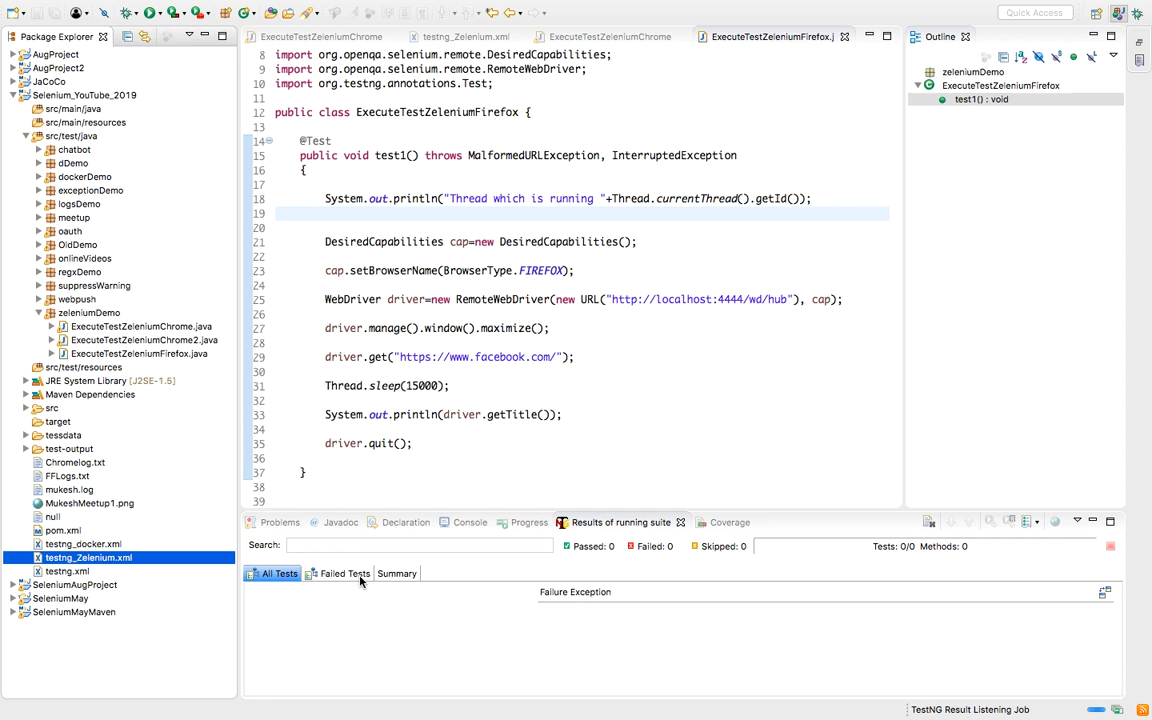 Quick Access
Package Explorer
AugProject
AugProject2
JaCoCo
Selenium_YouTube_2019
src/main/java
src/main/resources
src/test/java
chatbot
dDemo
dockerDemo
exceptionDemo
logsDemo
meetup
oauth
OldDemo
onlineVideos
regxDemo
suppressWarning
webpush
zeleniumDemo
ExecuteTestZeleniumChrome.java
ExecuteTestZeleniumChrome2.java
ExecuteTestZeleniumFirefox.java
src/test/resources
JRE System Library [J2SE-1.5]
Maven Dependencies
src
target
tessdata
test-output
Chromelog.txt
FFLogs.txt
mukesh.log
MukeshMeetup1.png
null
pom.xml
testng_docker.xml
testng_Zelenium.xml
testng.xml
SeleniumAugProject
SeleniumMay
SeleniumMayMaven
ExecuteTestZeleniumChrome testng_Zelenium.xml ExecuteTestZeleniumChrome ExecuteTestZeleniumFirefox.j
8 import org.openqa.selenium.remote.DesiredCapabilities;
9 import org.openqa.selenium.remote.RemoteWebDriver;
10 import org.testng.annotations.Test;
11
12 public class ExecuteTestZeleniumFirefox {
13
14 @Test
15 public void test1() throws MalformedURLException, InterruptedException
16 {
17
18 System.out.println("Thread which is running "+Thread.currentThread().getId());
19
20
21 DesiredCapabilities cap=new DesiredCapabilities();
22
23 cap.setBrowserName(BrowserType.FIREFOX);
24
25 WebDriver driver=new RemoteWebDriver(new URL("http://localhost:4444/wd/hub"), cap);
26
27 driver.manage().window().maximize();
28
29 driver.get("https://www.facebook.com/");
30
31 Thread.sleep(15000);
32
33 System.out.println(driver.getTitle());
34
35 driver.quit();
36
37 }
38
39
Outline
zeleniumDemo
ExecuteTestZeleniumFirefox
test1() : void
Problems Javadoc Declaration Console Progress Results of running suite Coverage
Search: Passed: 0 Failed: 0 Skipped: 0 Tests: 0/0 Methods: 0
All Tests Failed Tests Summary
Failure Exception
TestNG Result Listening Job